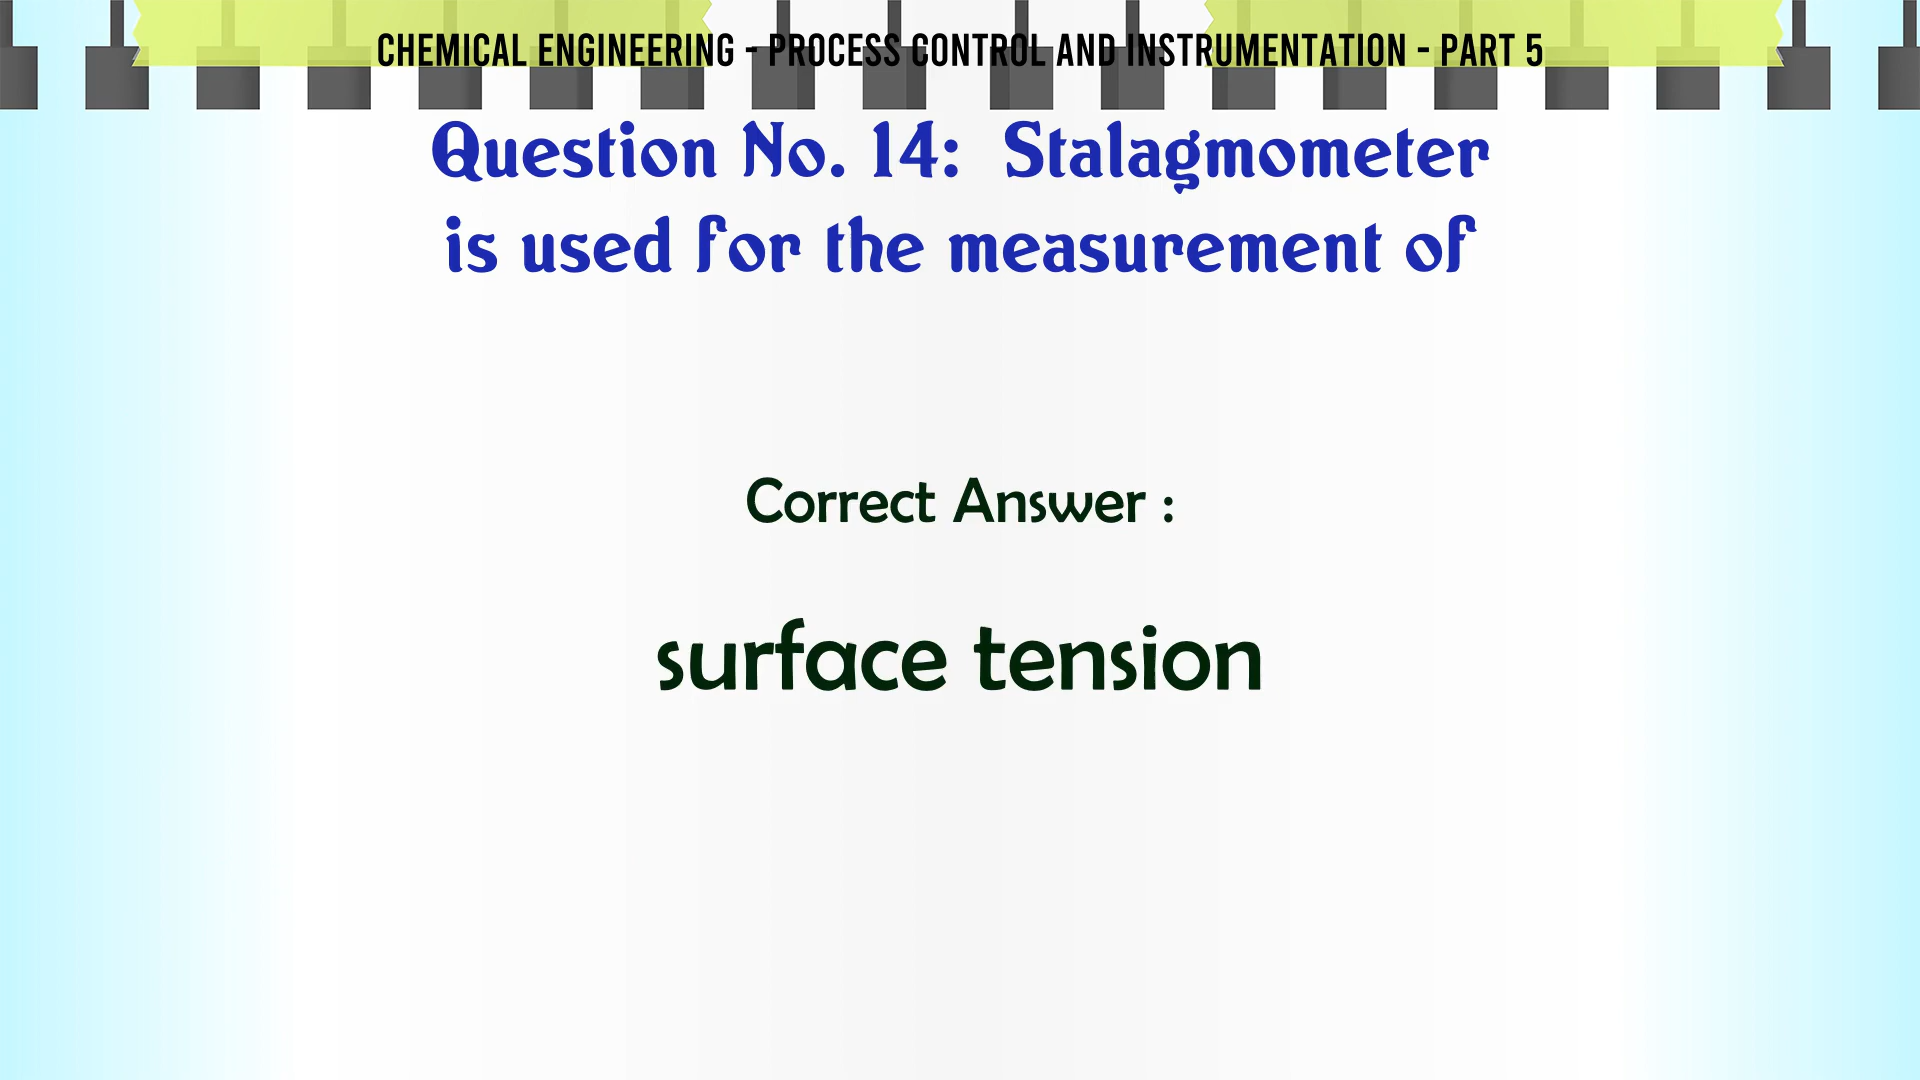 CHEMICAL ENGINEERING - PROCESS CONTROL AND INSTRUMENTATION - PART 5
Question No. 14: Stalagmometer
is used for the measurement of
Correct Answer :
surface tension